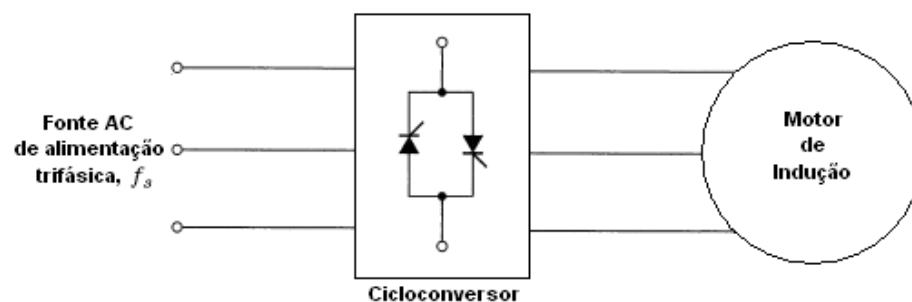 Fonte AC
de alimentação
trifásica, fs
Motor
de
Indução
Cicloconversor